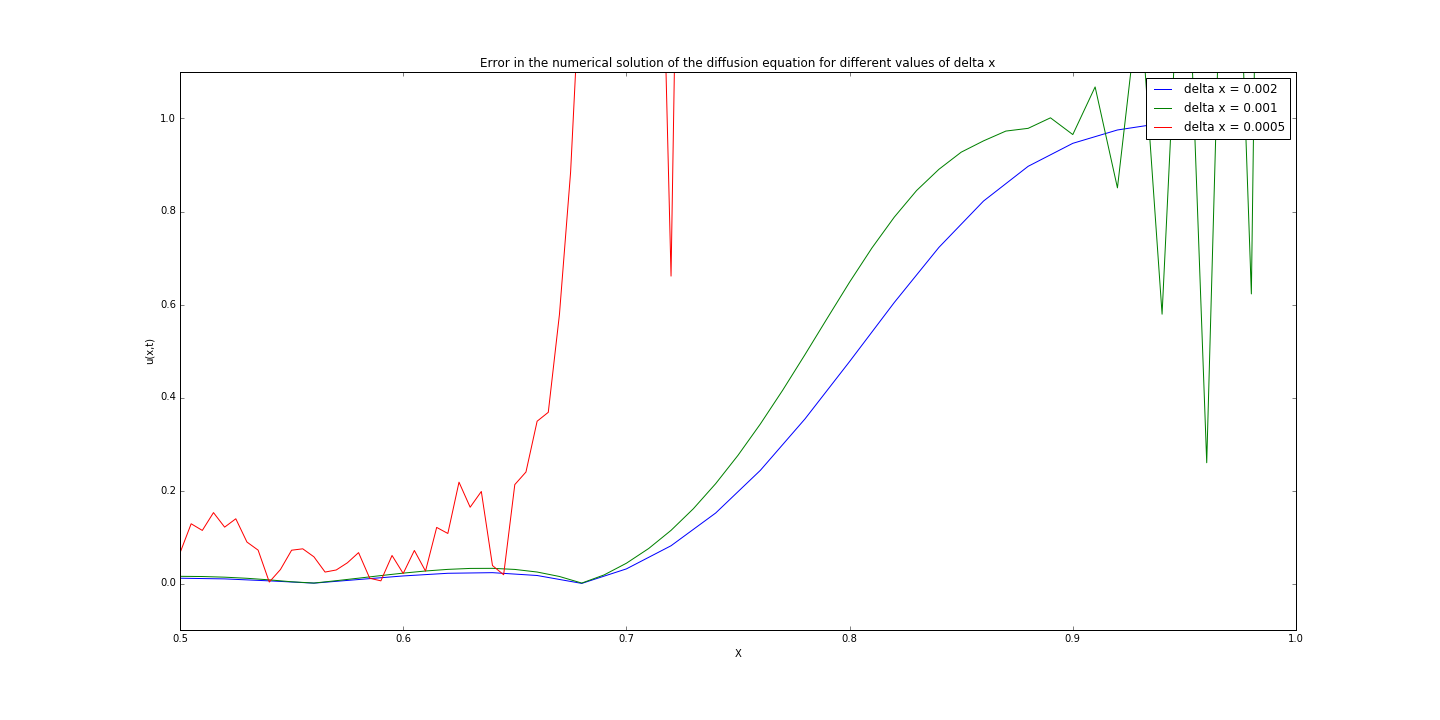 Error in the numerical solution of the diffusion equation for different values of delta x
delta x = 0.002
delta x = 0.001
delta x = 0.0005
1.0
0.8
0.6
0.4
0.2
0.0
u(x,t)
0.5
0.6
0.7
0.8
0.9
1.0
X